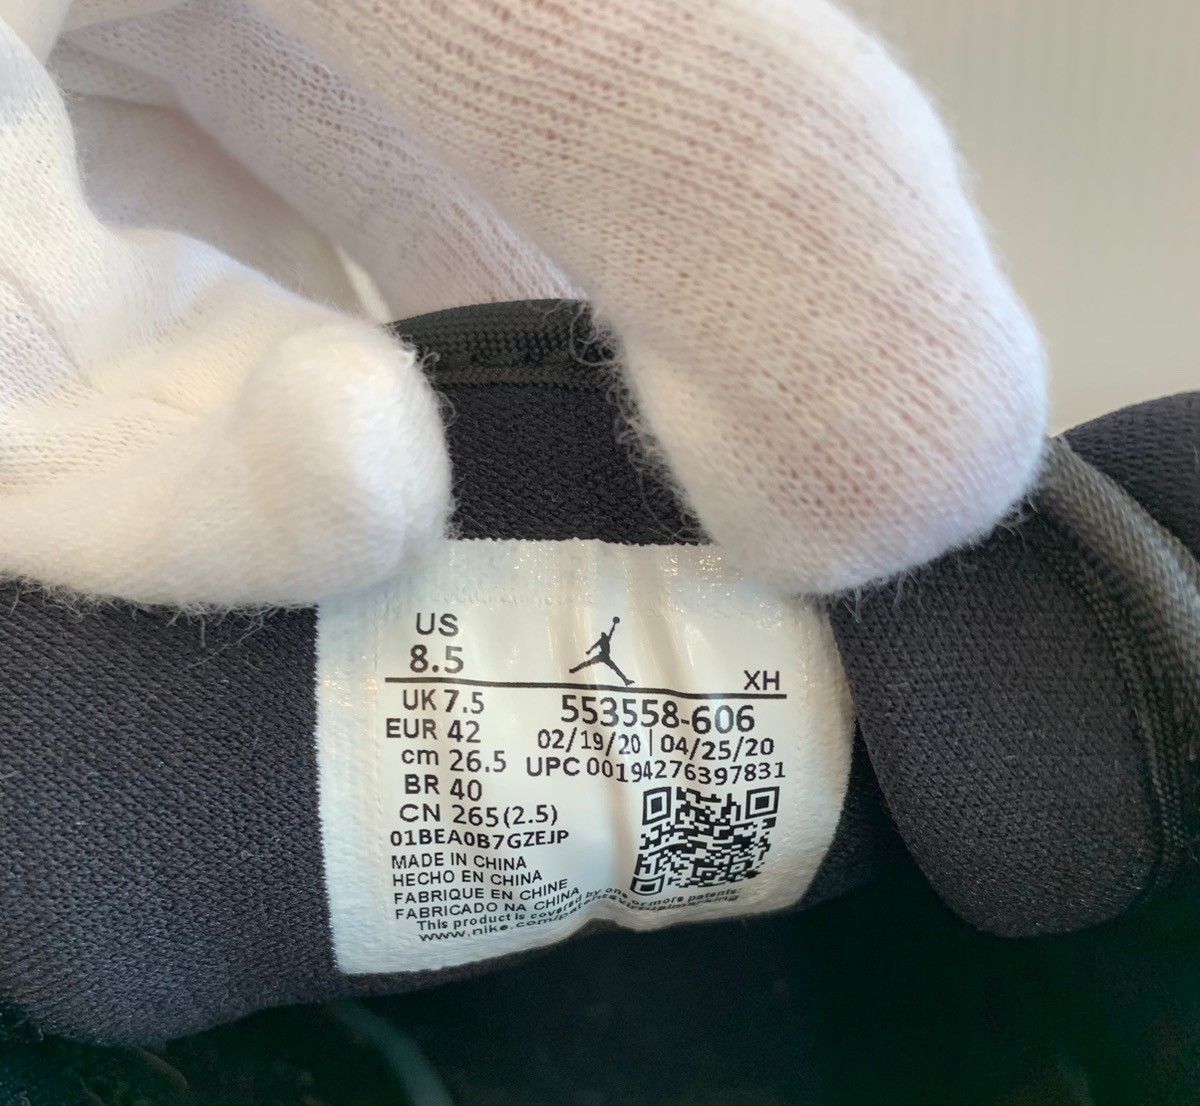 US
8.5
XH
UK 7.5
EUR 42
cm 26.5
BR 40
CN 265(2.5)
553558-606
02/19/20 | 04/25/20
UPC 00194276397831
01BEA0B7GZEJP
MADE IN CHINA
HECHO EN CHINA
FABRIQUE EN CHINE
FABRICADO NA CHINA
This product is covered by one or more patents
www.nike.com/patentsvirtualmarking